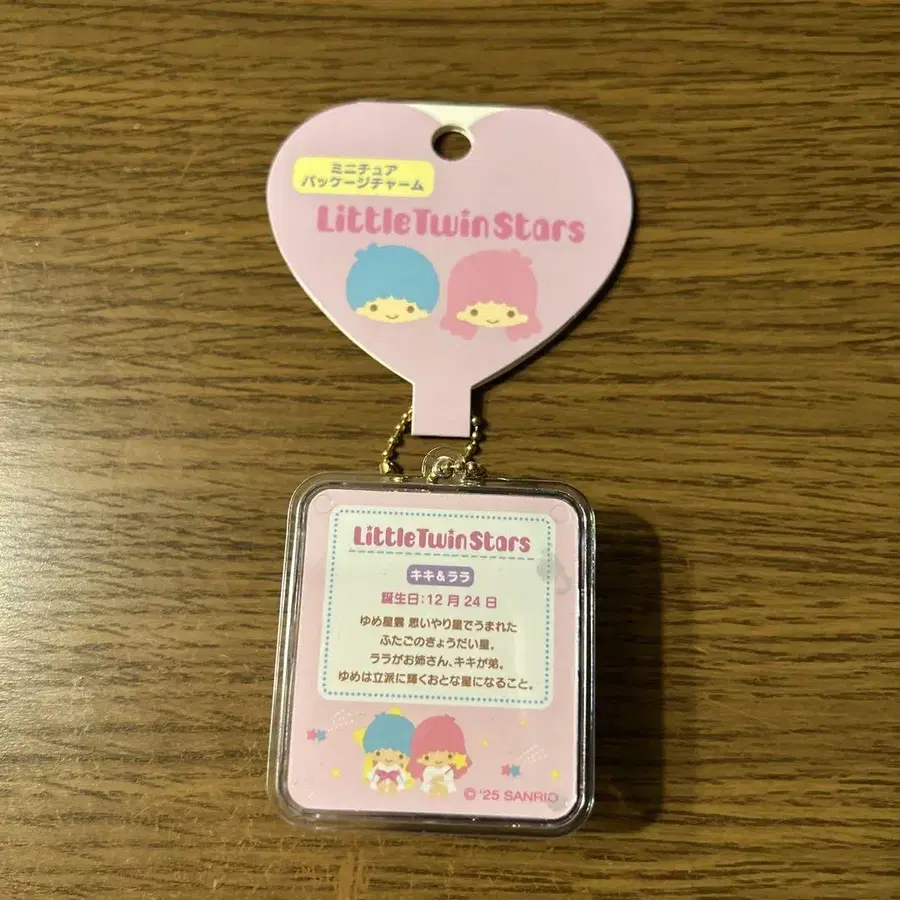 ミニチュア
パッケージチャーム
LittleTwinStars
LittleTwinStars
キキ&ララ
誕生日:12月24日
ゆめ星雲 思いやり星でうまれた
ふたごのきょうだい星。
ララがお姉さん、キキが弟。
ゆめは立派に輝くおとな星になること。
© '25 SANRIO